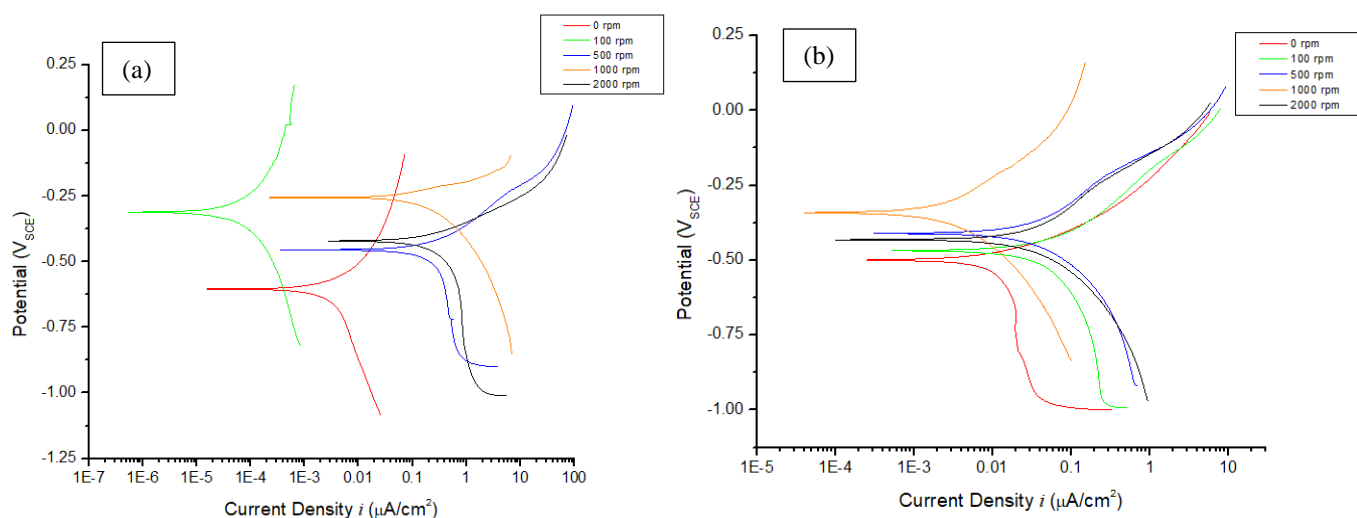 (a)
0 rpm
100 rpm
500 rpm
1000 rpm
2000 rpm
0.25
0.00
-0.25
-0.50
-0.75
-1.00
-1.25
Potential (V_SCE)
1E-7 1E-6 1E-5 1E-4 1E-3 0.01 0.1 1 10 100
Current Density i (µA/cm²)
(b)
0 rpm
100 rpm
500 rpm
1000 rpm
2000 rpm
0.25
0.00
-0.25
-0.50
-0.75
-1.00
Potential (V_SCE)
1E-5 1E-4 1E-3 0.01 0.1 1 10
Current Density i (µA/cm²)